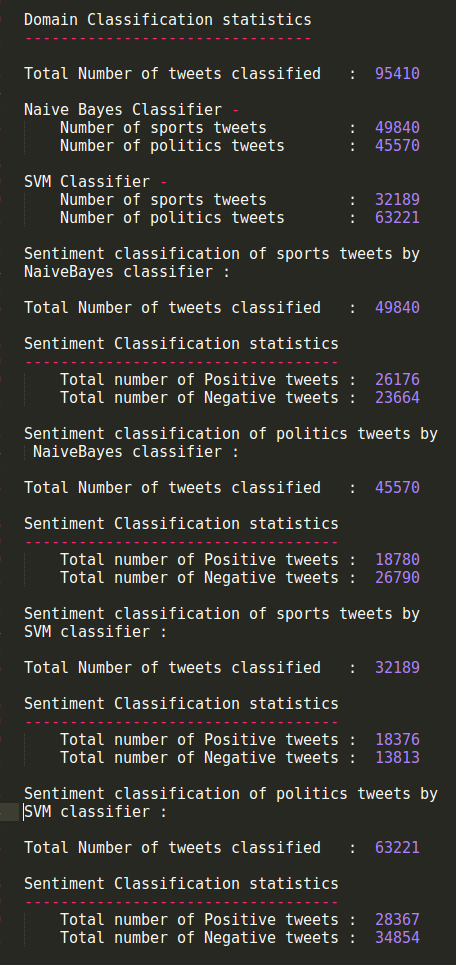 Domain Classification statistics
--------------------------------
Total Number of tweets classified   :  95410
Naive Bayes Classifier -
    Number of sports tweets         :  49840
    Number of politics tweets       :  45570
SVM Classifier -
    Number of sports tweets         :  32189
    Number of politics tweets       :  63221
Sentiment classification of sports tweets by
NaiveBayes classifier :
Total Number of tweets classified   :  49840
Sentiment Classification statistics
-----------------------------------
    Total number of Positive tweets :  26176
    Total number of Negative tweets :  23664
Sentiment classification of politics tweets by
 NaiveBayes classifier :
Total Number of tweets classified   :  45570
Sentiment Classification statistics
-----------------------------------
    Total number of Positive tweets :  18780
    Total number of Negative tweets :  26790
Sentiment classification of sports tweets by
SVM classifier :
Total Number of tweets classified   :  32189
Sentiment Classification statistics
-----------------------------------
    Total number of Positive tweets :  18376
    Total number of Negative tweets :  13813
Sentiment classification of politics tweets by
SVM classifier :
Total Number of tweets classified   :  63221
Sentiment Classification statistics
-----------------------------------
    Total number of Positive tweets :  28367
    Total number of Negative tweets :  34854